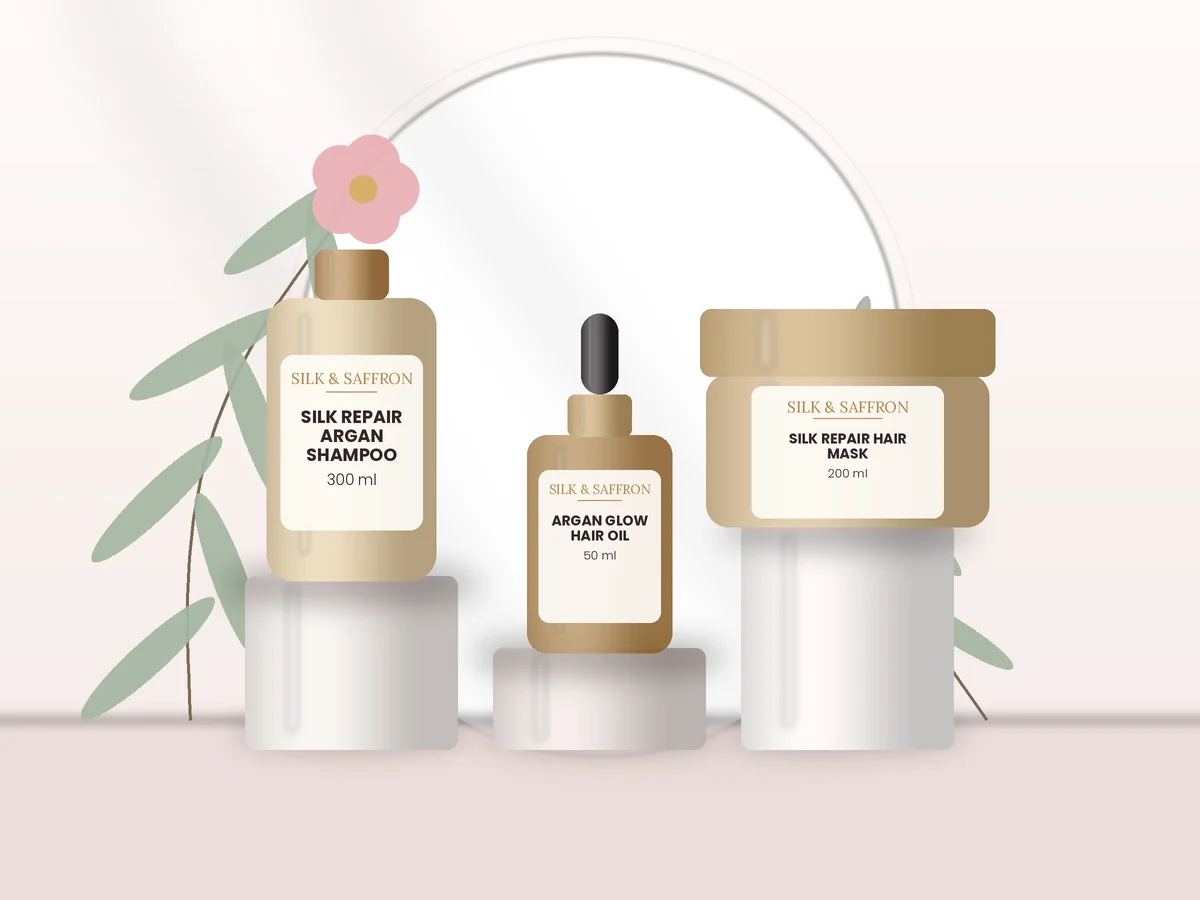 SILK & SAFFRON
SILK REPAIR
ARGAN
SHAMPOO
300 ml
SILK & SAFFRON
ARGAN GLOW
HAIR OIL
50 ml
SILK & SAFFRON
SILK REPAIR HAIR
MASK
200 ml